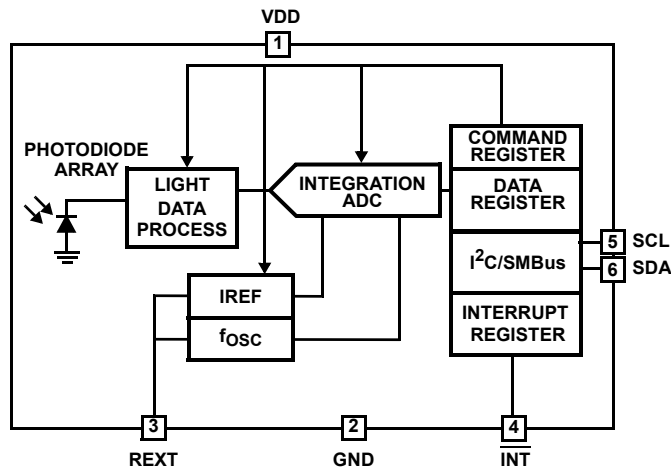 VDD
1
PHOTODIODE
ARRAY
LIGHT
DATA
PROCESS
INTEGRATION
ADC
COMMAND
REGISTER
DATA
REGISTER
I²C/SMBus
INTERRUPT
REGISTER
5 SCL
6 SDA
IREF
fOSC
3
2
4
REXT
GND
INT